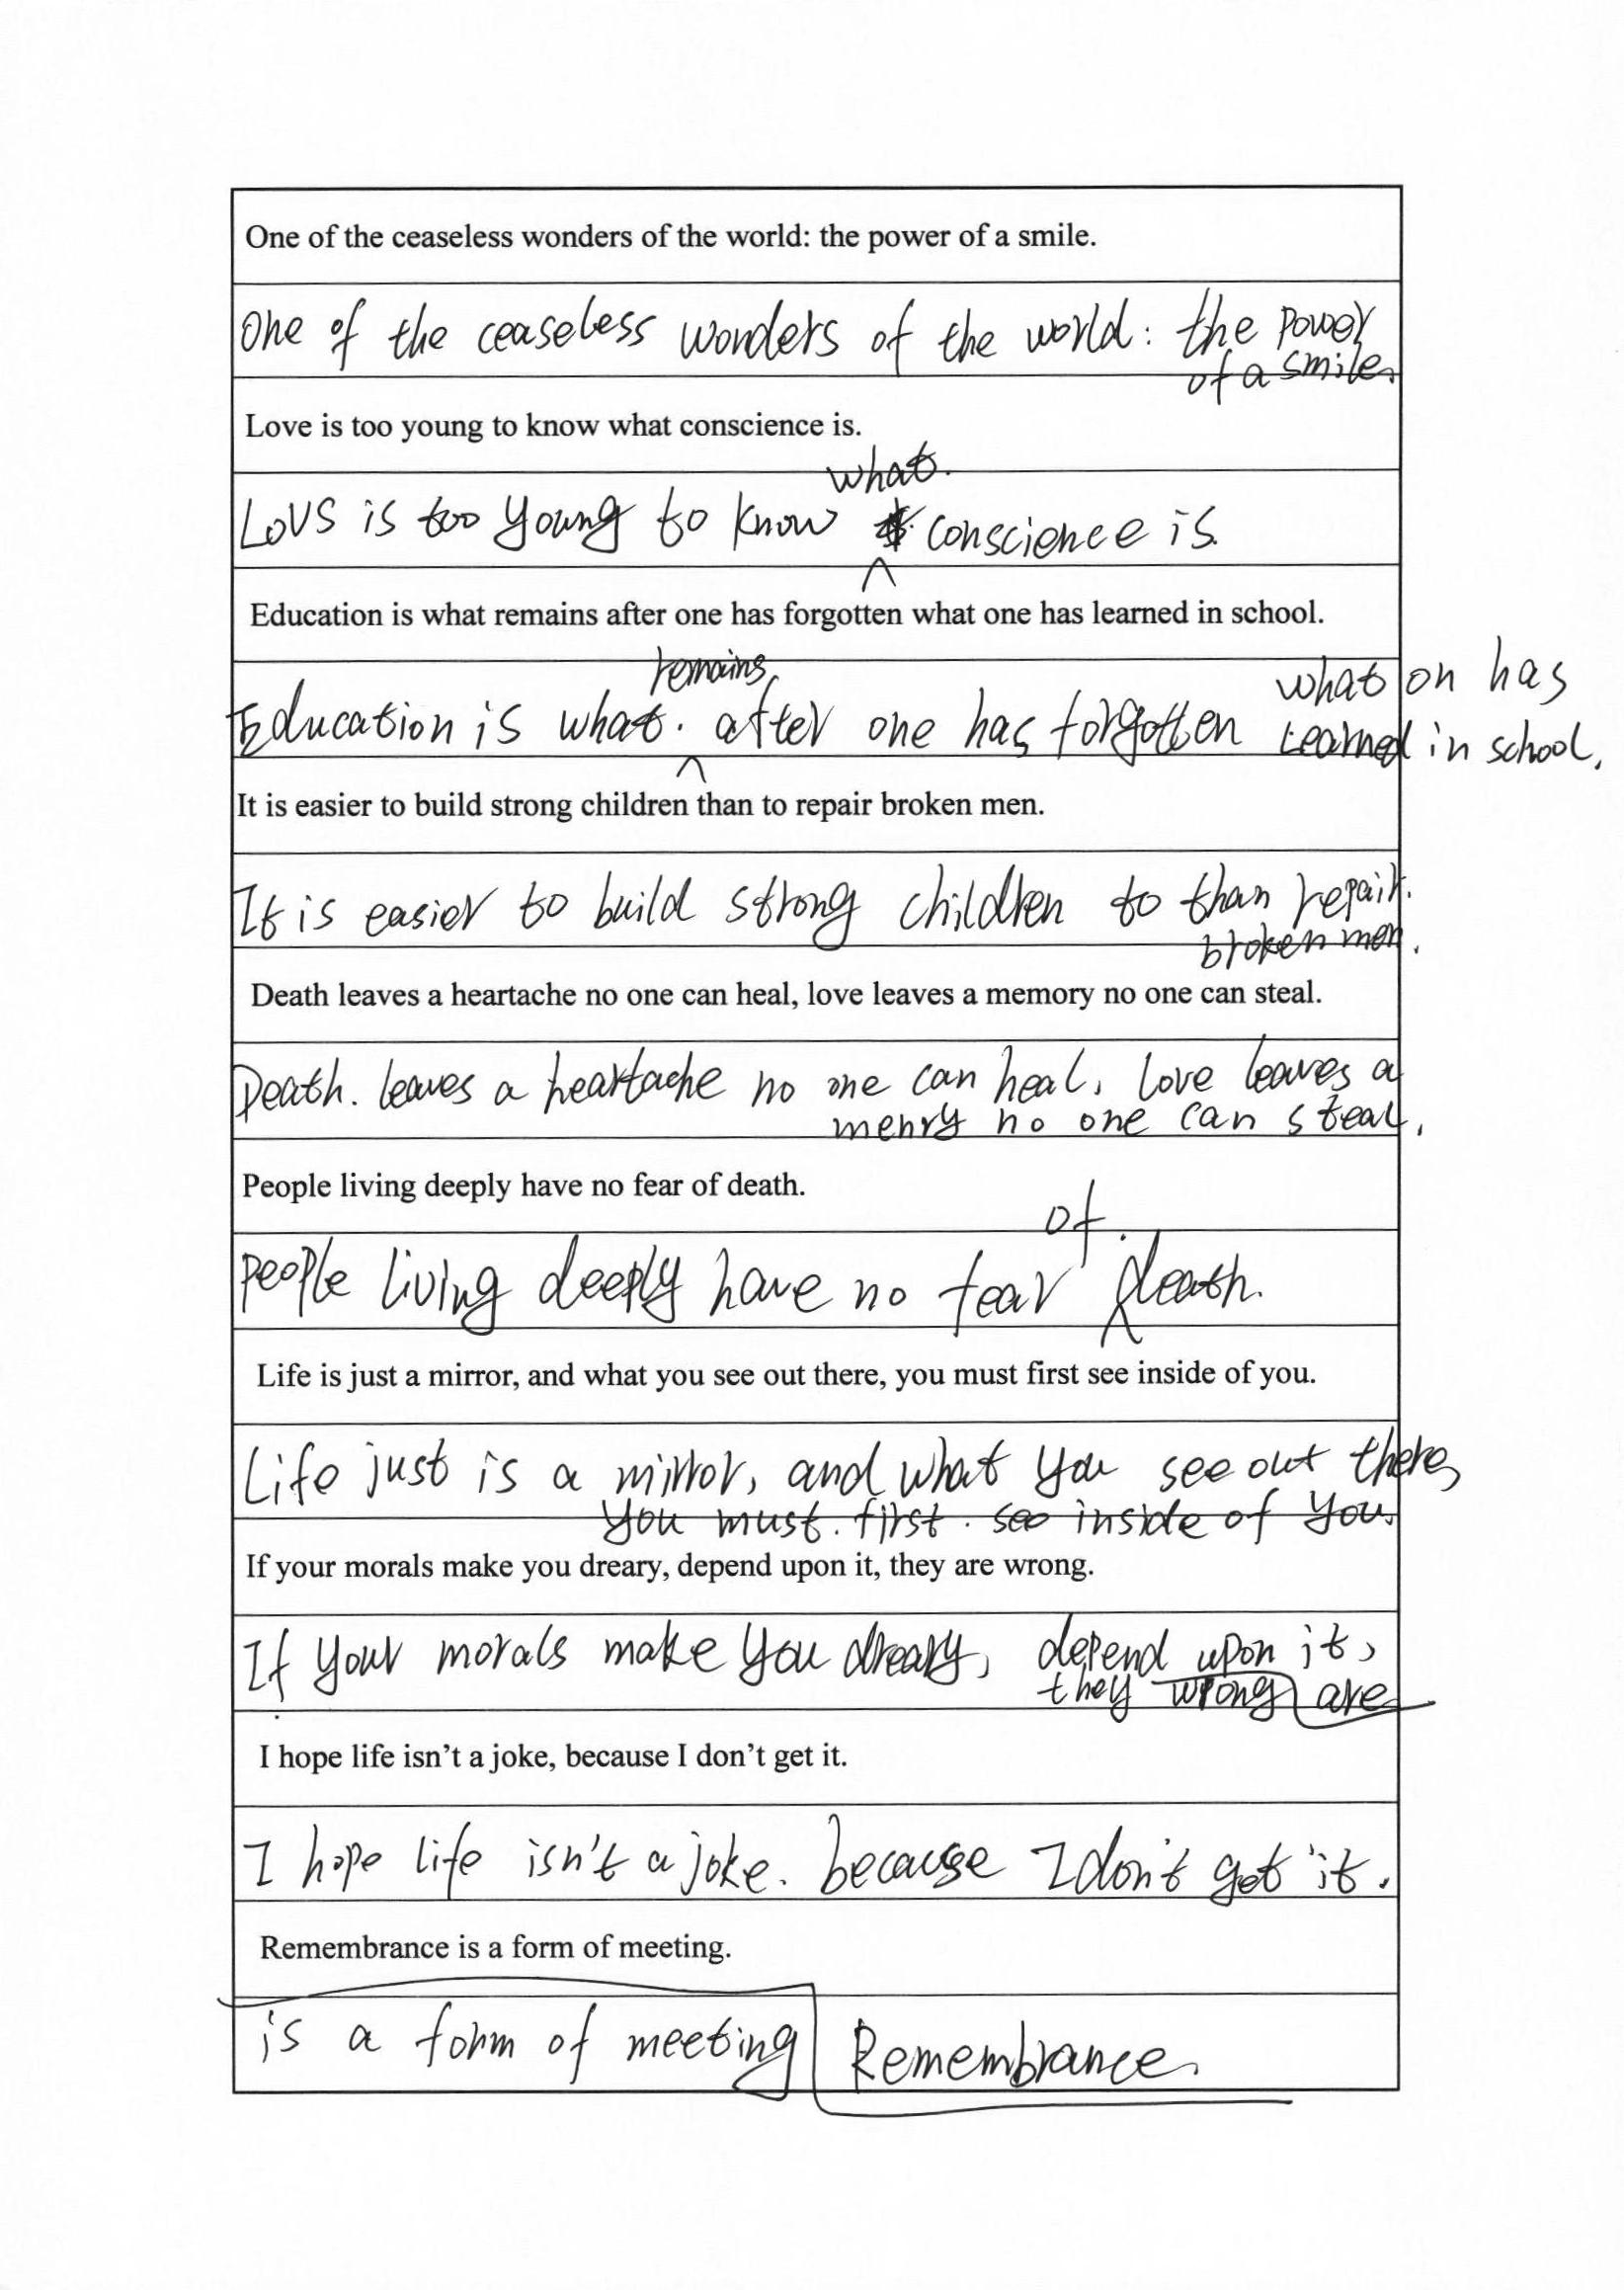 One of the ceaseless wonders of the world: the power of a smile.
One of the ceaseless wonders of the world: the power
of a smile.
Love is too young to know what conscience is.
what.
LovS is too young to know conscience is.
Education is what remains after one has forgotten what one has learned in school.
remains what on has
Education is what. after one has forgotten learned in school.
It is easier to build strong children than to repair broken men.
It is easier to build strong children to than repair.
broken men.
Death leaves a heartache no one can heal, love leaves a memory no one can steal.
Death. leaves a heartache no one can heal, love leaves a
menry no one can steal.
People living deeply have no fear of death.
of
people living deeply have no fear death.
Life is just a mirror, and what you see out there, you must first see inside of you.
Life just is a mirror, and what you see out there,
you must. first. see inside of you.
If your morals make you dreary, depend upon it, they are wrong.
If your morals make you dreary, depend upon it,
they wrong are
I hope life isn't a joke, because I don't get it.
I hope life isn't a joke. because I don't get it.
Remembrance is a form of meeting.
is a form of meeting Remembrance.